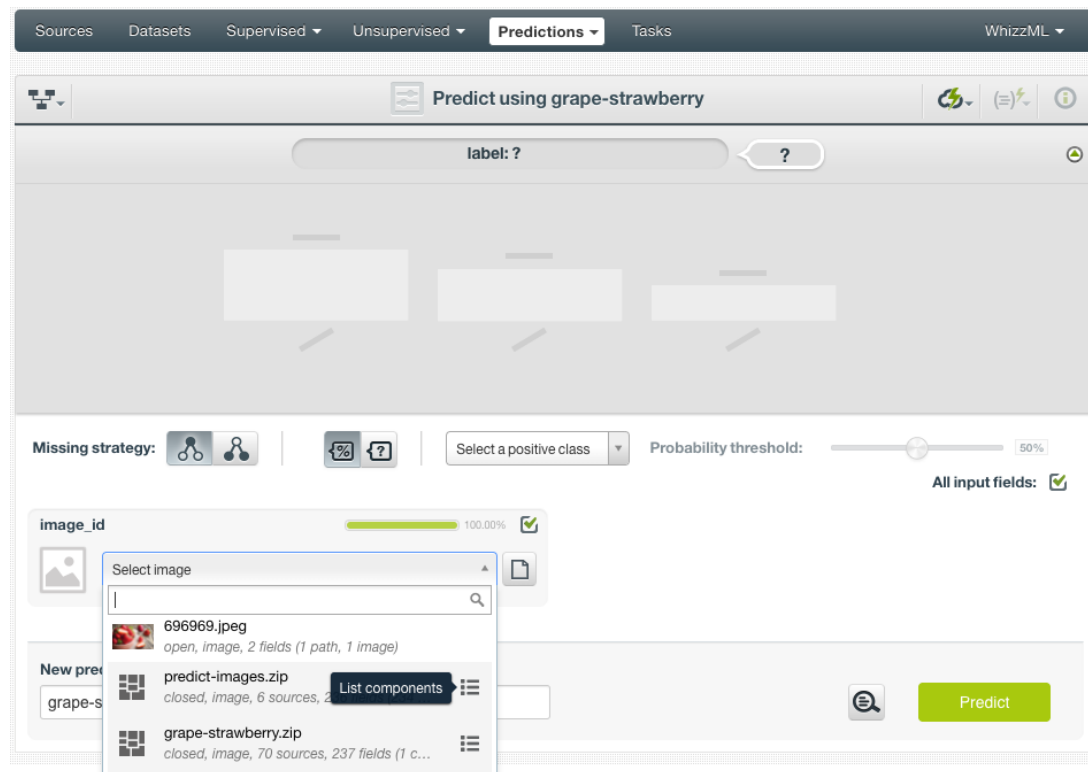 Sources Datasets Supervised Unsupervised Predictions Tasks WhizzML
Predict using grape-strawberry
label: ? ?
Missing strategy: % ? Select a positive class Probability threshold: 50%
All input fields:
image_id 100.00%
Select image
696969.jpeg
open, image, 2 fields (1 path, 1 image)
New pred
predict-images.zip
List components
closed, image, 6 sources, 2
grape-s
grape-strawberry.zip
closed, image, 70 sources, 237 fields (1 c...
Predict